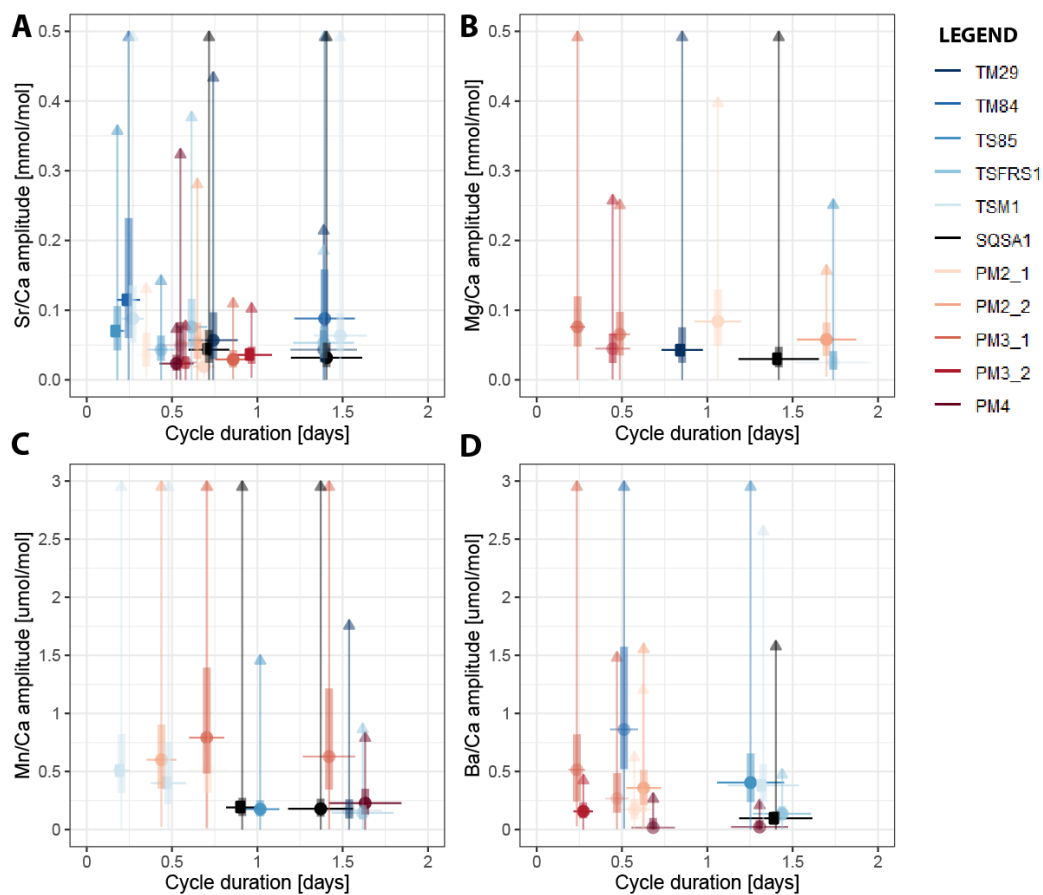 A
B
LEGEND
TM29
TM84
TS85
TSFRS1
TSM1
SQSA1
PM2_1
PM2_2
PM3_1
PM3_2
PM4
Sr/Ca amplitude [mmol/mol]
0.5
0.4
0.3
0.2
0.1
0.0
0 0.5 1 1.5 2
Cycle duration [days]
Mg/Ca amplitude [mmol/mol]
0.5
0.4
0.3
0.2
0.1
0.0
0 0.5 1 1.5 2
Cycle duration [days]
C
D
Mn/Ca amplitude [umol/mol]
3
2.5
2
1.5
1
0.5
0
0 0.5 1 1.5 2
Cycle duration [days]
Ba/Ca amplitude [umol/mol]
3
2.5
2
1.5
1
0.5
0
0 0.5 1 1.5 2
Cycle duration [days]